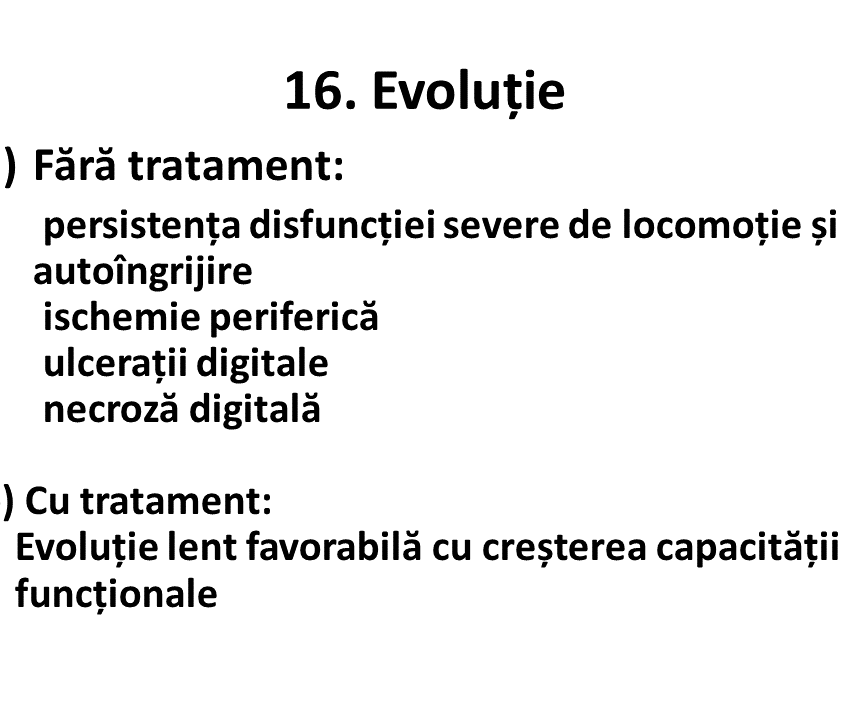 16. Evoluție
) Fără tratament:
persistența disfuncției severe de locomoție și
autoîngrijire
ischemie periferică
ulcerații digitale
necroză digitală
) Cu tratament:
Evoluție lent favorabilă cu creșterea capacității
funcționale